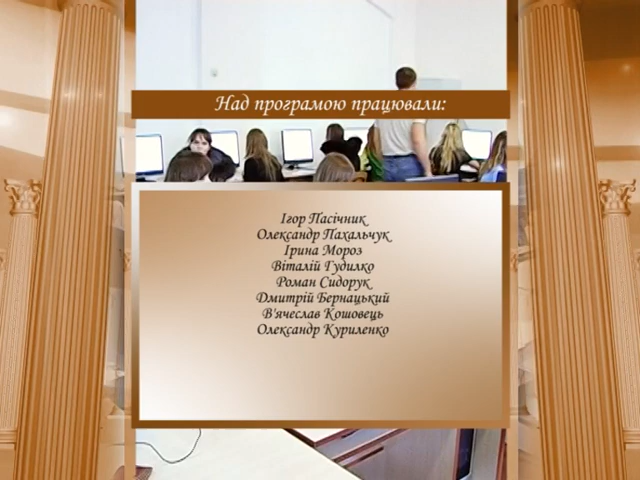 Над програмою працювали:
Ігор Пасічник
Олександр Пахальчук
Ірина Мороз
Віталій Гудилко
Роман Сидорук
Дмитрій Бернацький
В'ячеслав Кошовець
Олександр Куриленко